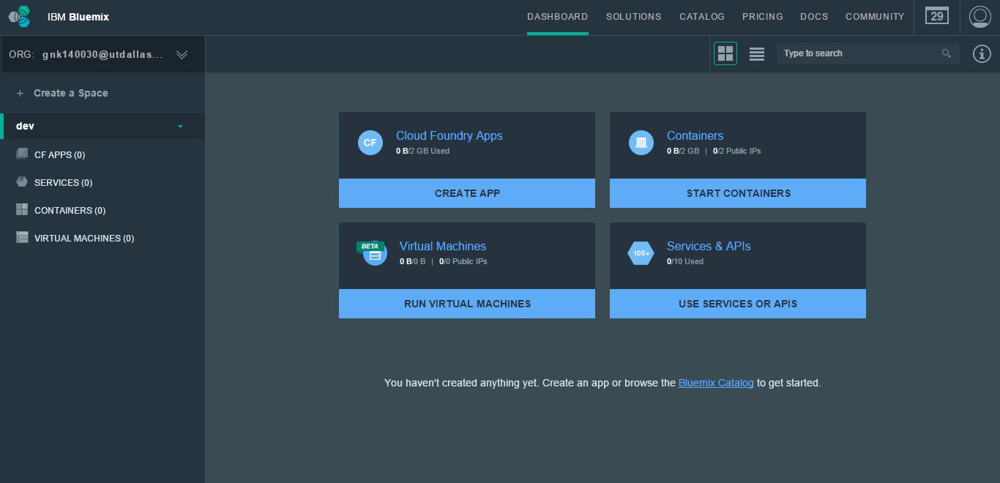 IBM Bluemix
DASHBOARD SOLUTIONS CATALOG PRICING DOCS COMMUNITY 29
ORG: gnk140030@utdallas...
Type to search
+ Create a Space
dev
CF APPS (0)
SERVICES (0)
CONTAINERS (0)
VIRTUAL MACHINES (0)
CF
Cloud Foundry Apps
0 B/2 GB Used
CREATE APP
Containers
0 B/2 GB | 0/2 Public IPs
START CONTAINERS
BETA
Virtual Machines
0 B/0 B | 0/0 Public IPs
RUN VIRTUAL MACHINES
100+
Services & APIs
0/10 Used
USE SERVICES OR APIS
You haven't created anything yet. Create an app or browse the Bluemix Catalog to get started.